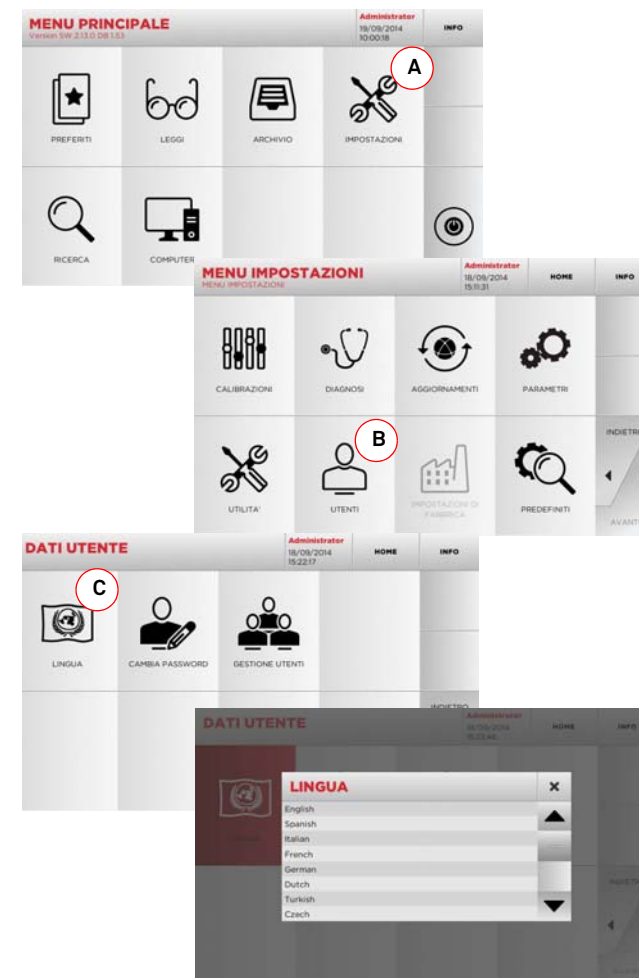 MENU PRINCIPALE
Version SW 2.13.0 DB 1.53
Administrator
19/09/2014
10:00:18
INFO
A
PREFERITI
LEGGI
ARCHIVIO
IMPOSTAZIONI
RICERCA
COMPUTER
MENU IMPOSTAZIONI
MENU IMPOSTAZIONI
Administrator
18/09/2014
15:11:31
HOME
INFO
CALIBRAZIONI
DIAGNOSI
AGGIORNAMENTI
PARAMETRI
B
INDIETRO
UTILITA'
UTENTI
IMPOSTAZIONI DI
FABBRICA
PREDEFINITI
AVANTI
DATI UTENTE
Administrator
18/09/2014
15:22:17
HOME
INFO
C
LINGUA
CAMBIA PASSWORD
GESTIONE UTENTI
INDIETRO
DATI UTENTE
Administrator
18/09/2014
HOME
INFO
LINGUA
English
Spanish
Italian
French
German
Dutch
Turkish
Czech